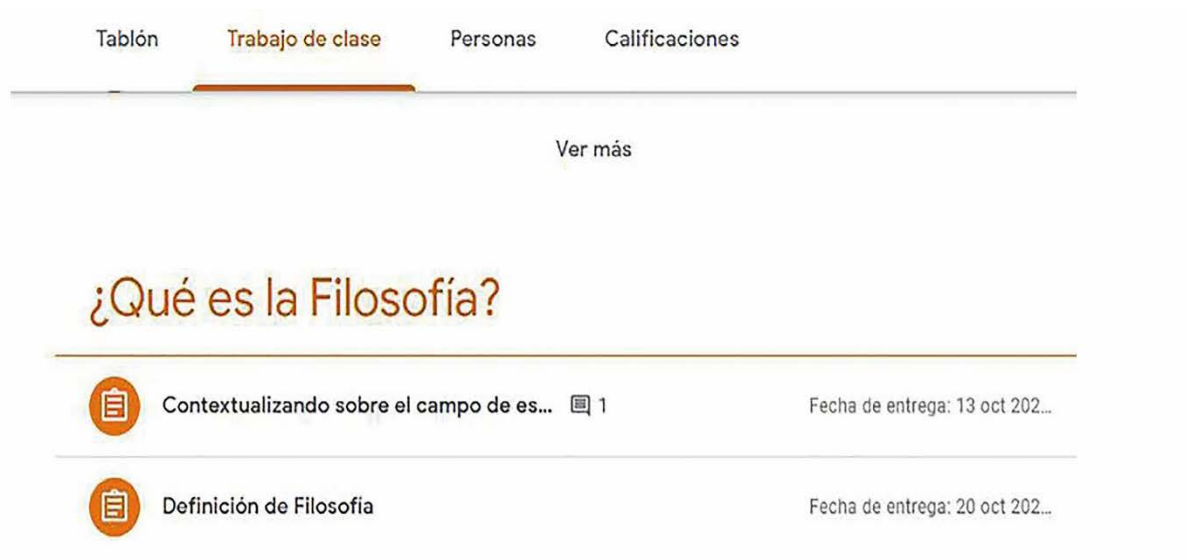 Tablón Trabajo de clase Personas Calificaciones
Ver más
¿Qué es la Filosofía?
Contextualizando sobre el campo de es... 1 Fecha de entrega: 13 oct 202...
Definición de Filosofía Fecha de entrega: 20 oct 202...